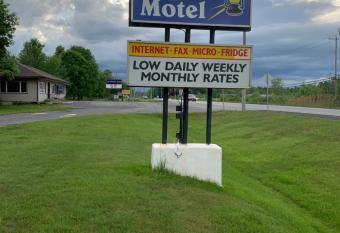 Motel
INTERNET · FAX · MICRO · FRIDGE
LOW DAILY WEEKLY
MONTHLY RATES